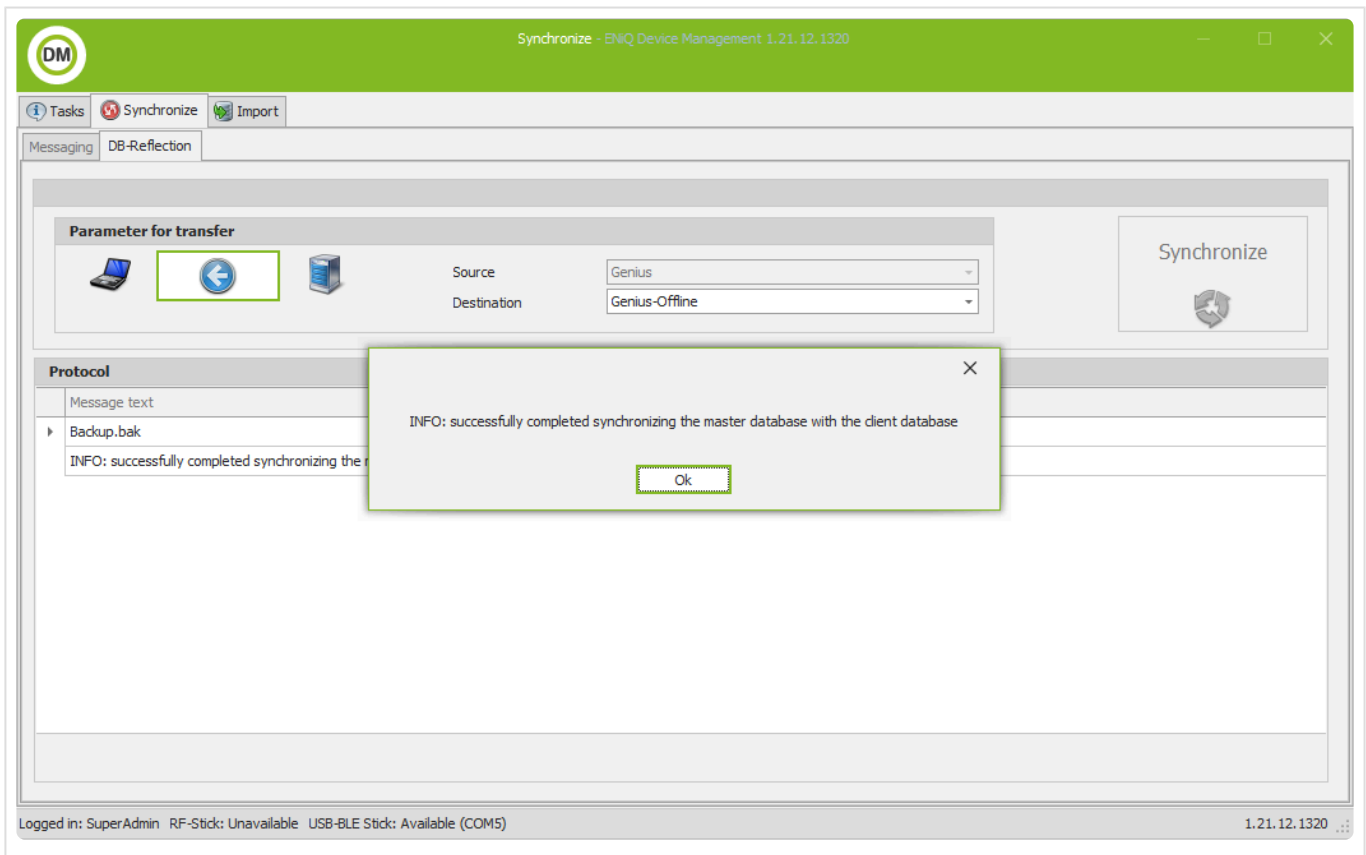 DM
Synchronize - ENiQ Device Management 1.21.12.1320
Tasks Synchronize Import
Messaging DB-Reflection
Parameter for transfer
Synchronize
Source Genius
Destination Genius-Offline
Protocol
Message text
Backup.bak
INFO: successfully completed synchronizing the
INFO: successfully completed synchronizing the master database with the client database
Ok
Logged in: SuperAdmin RF-Stick: Unavailable USB-BLE Stick: Available (COM5) 1.21.12.1320